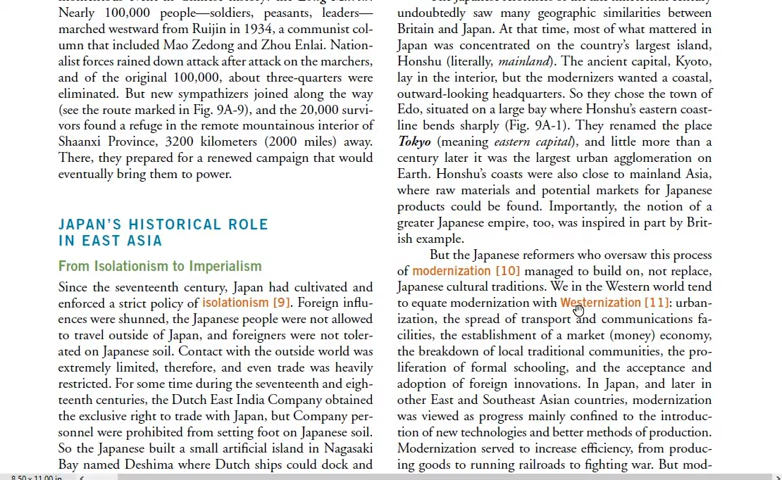 Nearly 100,000 people—soldiers, peasants, leaders—
marched westward from Ruijin in 1934, a communist col-
umn that included Mao Zedong and Zhou Enlai. Nation-
alist forces rained down attack after attack on the marchers,
and of the original 100,000, about three-quarters were
eliminated. But new sympathizers joined along the way
(see the route marked in Fig. 9A-9), and the 20,000 survi-
vors found a refuge in the remote mountainous interior of
Shaanxi Province, 3200 kilometers (2000 miles) away.
There, they prepared for a renewed campaign that would
eventually bring them to power.
JAPAN'S HISTORICAL ROLE
IN EAST ASIA
From Isolationism to Imperialism
Since the seventeenth century, Japan had cultivated and
enforced a strict policy of isolationism [9]. Foreign influ-
ences were shunned, the Japanese people were not allowed
to travel outside of Japan, and foreigners were not toler-
ated on Japanese soil. Contact with the outside world was
extremely limited, therefore, and even trade was heavily
restricted. For some time during the seventeenth and eigh-
teenth centuries, the Dutch East India Company obtained
the exclusive right to trade with Japan, but Company per-
sonnel were prohibited from setting foot on Japanese soil.
So the Japanese built a small artificial island in Nagasaki
Bay named Deshima where Dutch ships could dock and
undoubtedly saw many geographic similarities between
Britain and Japan. At that time, most of what mattered in
Japan was concentrated on the country's largest island,
Honshu (literally, mainland). The ancient capital, Kyoto,
lay in the interior, but the modernizers wanted a coastal,
outward-looking headquarters. So they chose the town of
Edo, situated on a large bay where Honshu's eastern coast-
line bends sharply (Fig. 9A-1). They renamed the place
Tokyo (meaning eastern capital), and little more than a
century later it was the largest urban agglomeration on
Earth. Honshu's coasts were also close to mainland Asia,
where raw materials and potential markets for Japanese
products could be found. Importantly, the notion of a
greater Japanese empire, too, was inspired in part by Brit-
ish example.
But the Japanese reformers who oversaw this process
of modernization [10] managed to build on, not replace,
Japanese cultural traditions. We in the Western world tend
to equate modernization with Westernization [11]: urban-
ization, the spread of transport and communications fa-
cilities, the establishment of a market (money) economy,
the breakdown of local traditional communities, the pro-
liferation of formal schooling, and the acceptance and
adoption of foreign innovations. In Japan, and later in
other East and Southeast Asian countries, modernization
was viewed as progress mainly confined to the introduc-
tion of new technologies and better methods of production.
Modernization served to increase efficiency, from produc-
ing goods to running railroads to fighting war. But mod-
8.50 x 11.00 in